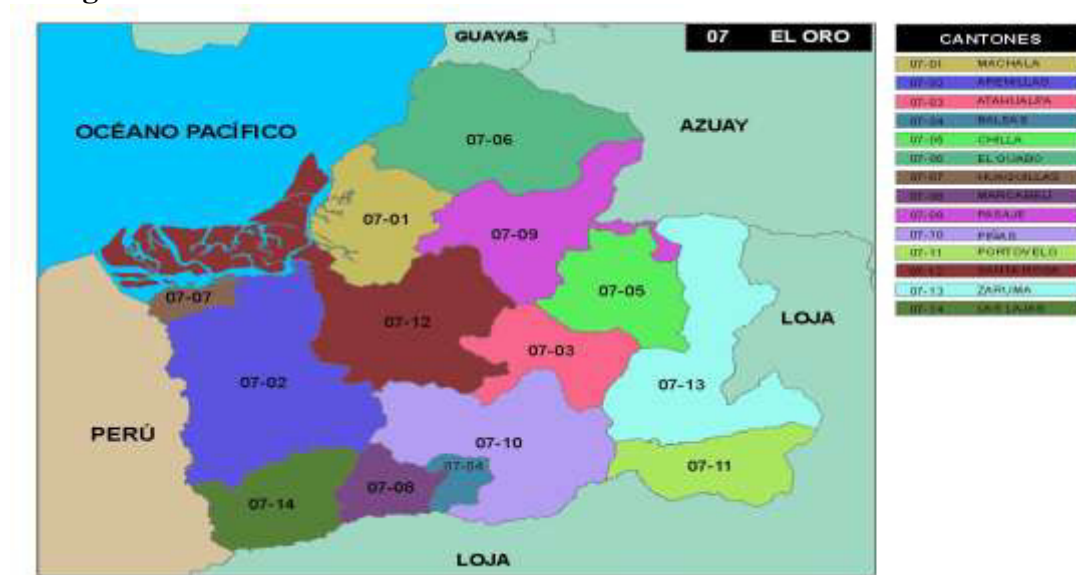 GUAYAS
07 EL ORO
OCÉANO PACÍFICO
AZUAY
07-06
07-01
07-09
07-07
07-05
07-12
LOJA
07-03
07-02
07-13
PERÚ
07-10
07-04
07-11
07-08
07-14
LOJA
CANTONES
07-01 MACHALA
07-02 ARENILLAS
07-03 ATAHUALPA
07-04 BALSAS
07-05 CHILLA
07-06 EL GUABO
07-07 HUAQUILLAS
07-08 MARCABELI
07-09 PASAJE
07-10 PIÑAS
07-11 PORTOVELO
07-12 SANTA ROSA
07-13 ZARUMA
07-14 LAS LAJAS